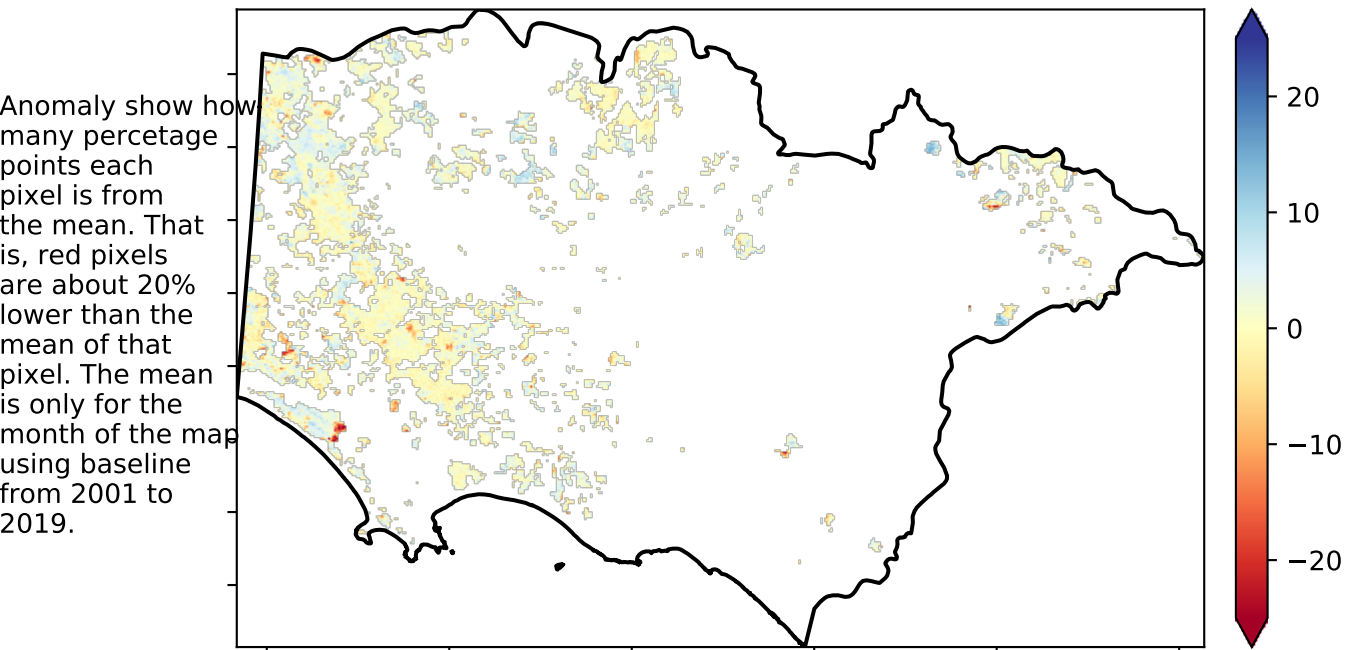 Anomaly show how
many percetage
points each
pixel is from
the mean. That
is, red pixels
are about 20%
lower than the
mean of that
pixel. The mean
is only for the
month of the map
using baseline
from 2001 to
2019.
20
10
0
−10
−20